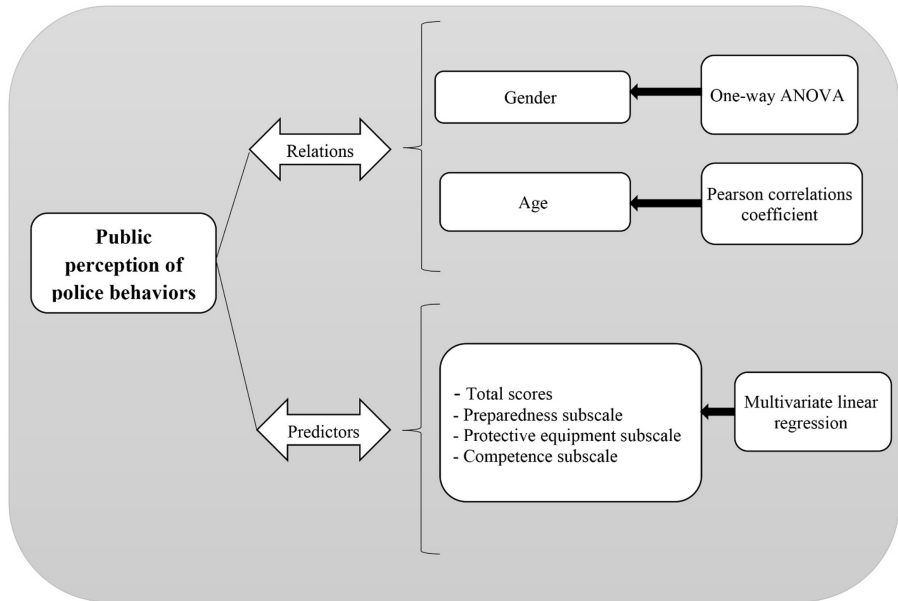 Public
perception of
police behaviors
Relations
Gender
One-way ANOVA
Age
Pearson correlations
coefficient
Predictors
- Total scores
- Preparedness subscale
- Protective equipment subscale
- Competence subscale
Multivariate linear
regression